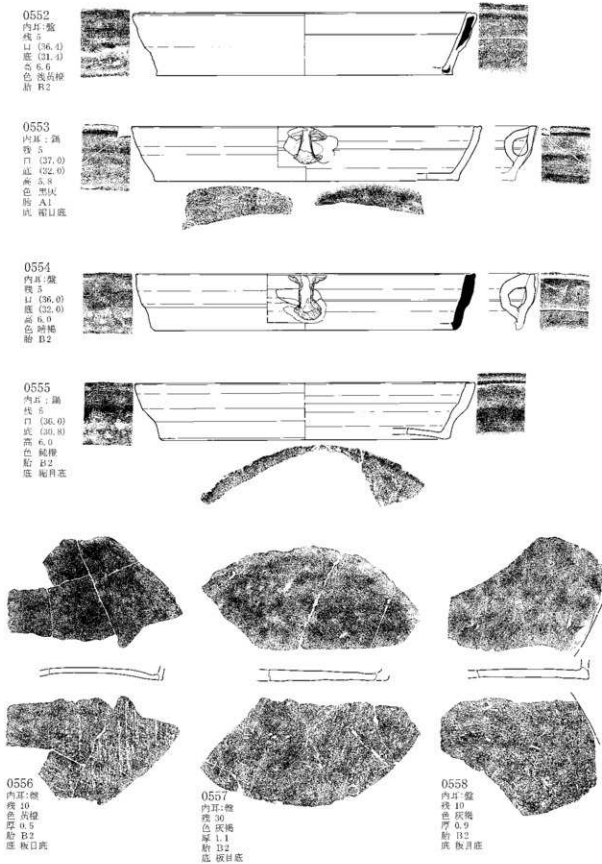 0552
内耳:盤
残 5
口 (36.4)
底 (31.4)
高 6.6
色 浅黄橙
胎 B2
0553
内耳:鍋
残 5
口 (37.0)
底 (32.0)
高 5.8
色 黒灰
胎 A1
底 縮目底
0554
内耳:盤
残 5
口 (36.0)
底 (32.0)
高 6.0
色 暗褐
胎 B2
0555
内耳:鍋
残 5
口 (36.0)
底 (30.8)
高 6.0
色 鈍橙
胎 B2
底 縮目底
0556
内耳:
残 10
色 黄橙
厚 0.5
胎 B2
底 板目底
0557
内耳:
残 30
色 灰褐
厚 1.1
胎 B2
底 板目底
0558
内耳:盤
残 10
色 灰褐
厚 0.9
胎 B2
底 板目底